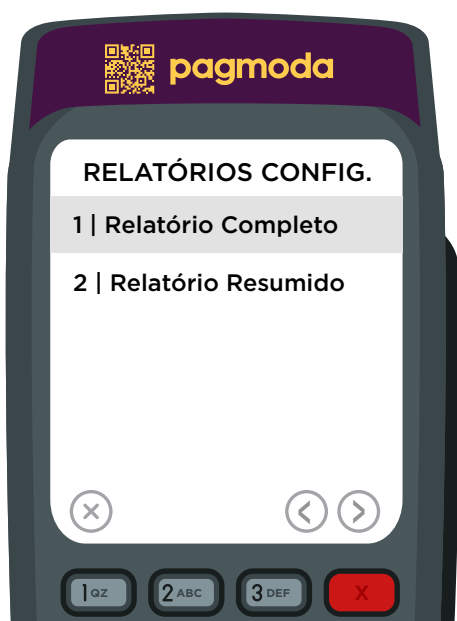 pagmoda
RELATÓRIOS CONFIG.
1 | Relatório Completo
2 | Relatório Resumido
1 QZ 2 ABC 3 DEF X